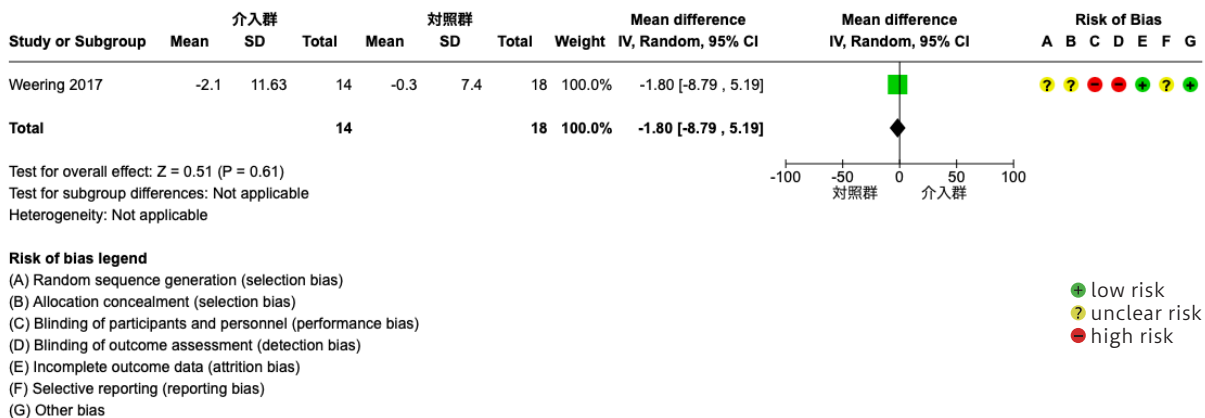 介入群 対照群 Mean difference Mean difference Risk of Bias
Study or Subgroup Mean SD Total Mean SD Total Weight IV, Random, 95% CI IV, Random, 95% CI A B C D E F G
Weering 2017 -2.1 11.63 14 -0.3 7.4 18 100.0% -1.80 [-8.79 , 5.19] ? ? − − + ? +
Total 14 18 100.0% -1.80 [-8.79 , 5.19]
Test for overall effect: Z = 0.51 (P = 0.61)
Test for subgroup differences: Not applicable
Heterogeneity: Not applicable
-100 -50 0 50 100
対照群 介入群
Risk of bias legend
(A) Random sequence generation (selection bias)
(B) Allocation concealment (selection bias)
(C) Blinding of participants and personnel (performance bias)
(D) Blinding of outcome assessment (detection bias)
(E) Incomplete outcome data (attrition bias)
(F) Selective reporting (reporting bias)
(G) Other bias
+ low risk
? unclear risk
− high risk